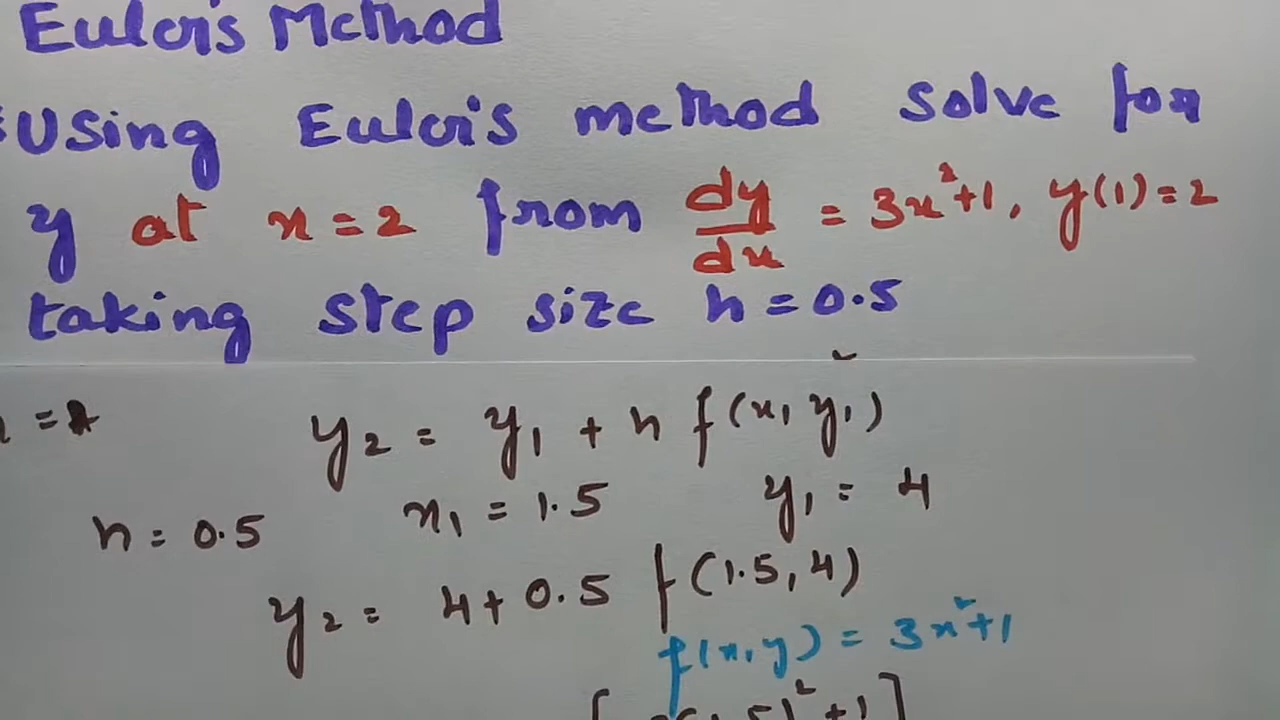 Euler's Method
Using Euler's method solve for
y at x = 2 from dy/dx = 3x²+1, y(1) = 2
taking step size h = 0.5
y₂ = y₁ + h f(x₁ y₁)
x₁ = 1.5 y₁ = 4
h = 0.5
y₂ = 4 + 0.5 f(1.5, 4)
f(x, y) = 3x²+1